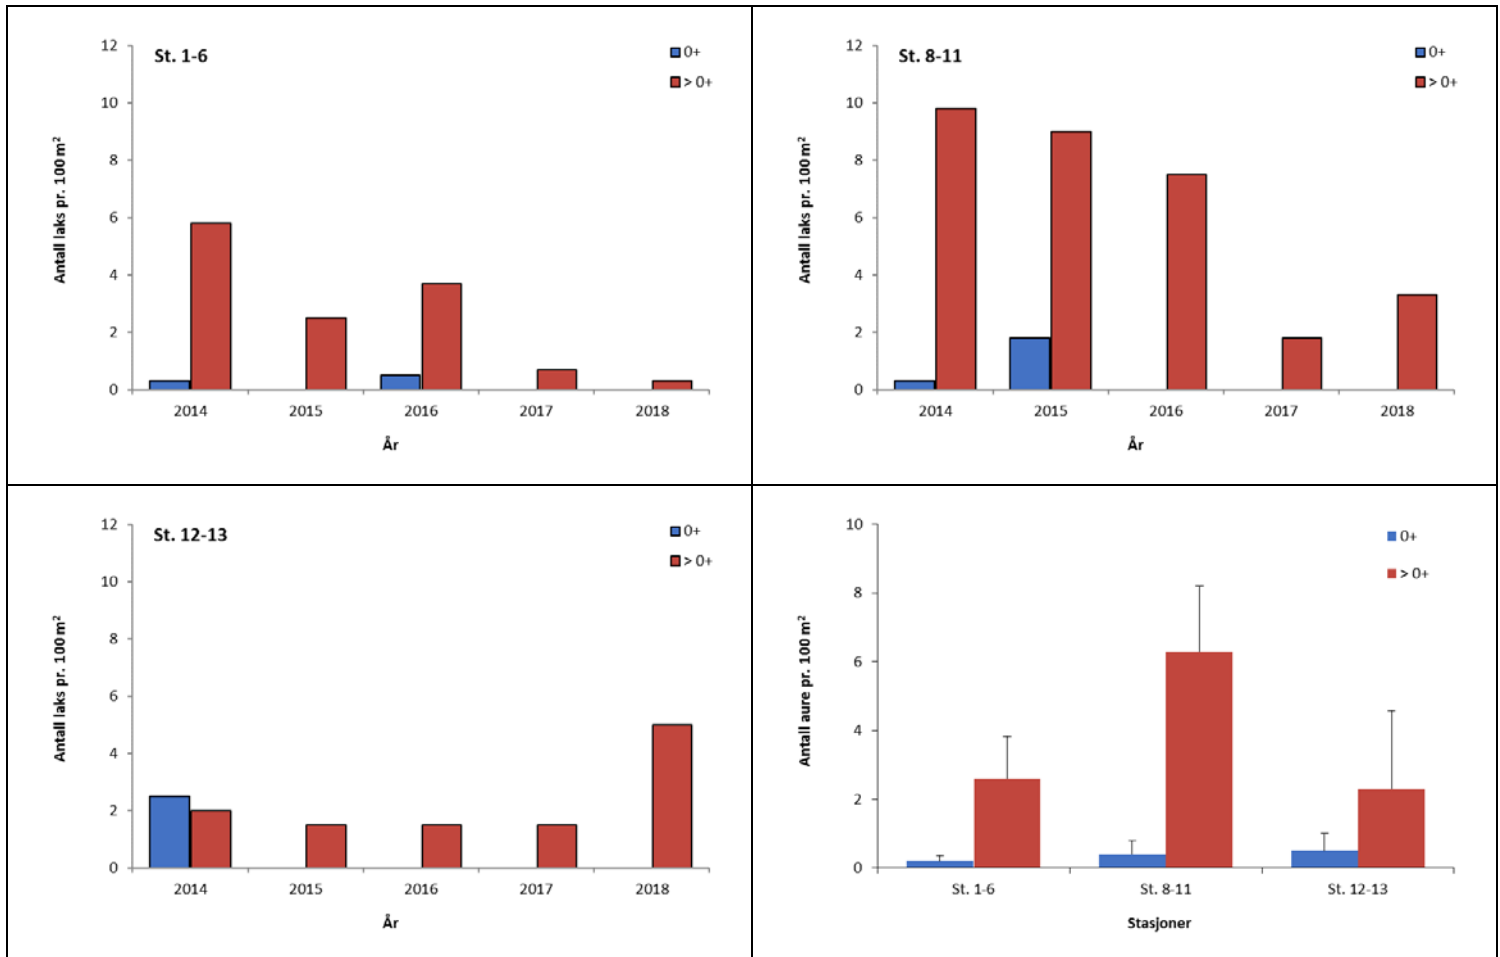 St. 1-6
0+
> 0+
12
10
8
6
4
2
0
Antall laks pr. 100 m²
2014 2015 2016 2017 2018
År
St. 8-11
0+
> 0+
12
10
8
6
4
2
0
Antall laks pr. 100 m²
2014 2015 2016 2017 2018
År
St. 12-13
0+
> 0+
12
10
8
6
4
2
0
Antall laks pr. 100 m²
2014 2015 2016 2017 2018
År
0+
> 0+
10
8
6
4
2
0
Antall aure pr. 100 m²
St. 1-6 St. 8-11 St. 12-13
Stasjoner